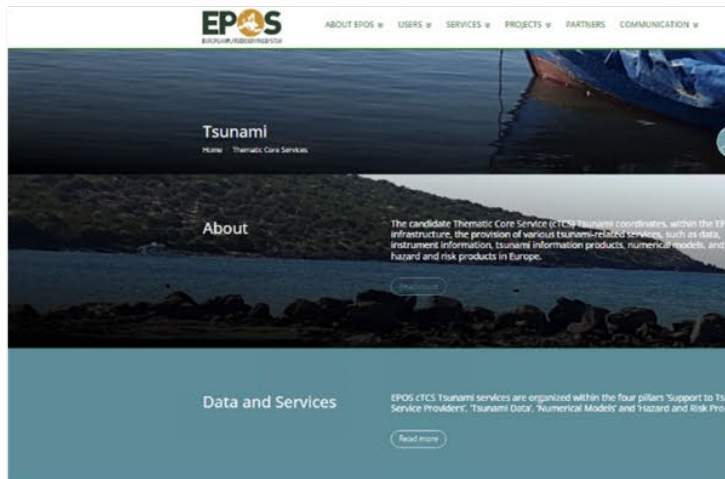 EPOS
ABOUT EPOS
USERS
SERVICES
PROJECTS
PARTNERS
COMMUNICATION
Tsunami
Home Thematic Core Services
About
The candidate Thematic Core Service (cTCS) Tsunami coordinates, within the
infrastructure, the provision of various tsunami-related services, such as data,
instrument information, tsunami information products, numerical models, and
hazard and risk products in Europe.
Read more
Data and Services
EPOS cTCS Tsunami services are organized within the four pillars 'Support to
Service Providers', 'Tsunami Data', 'Numerical Models' and 'Hazard and Risk
Read more